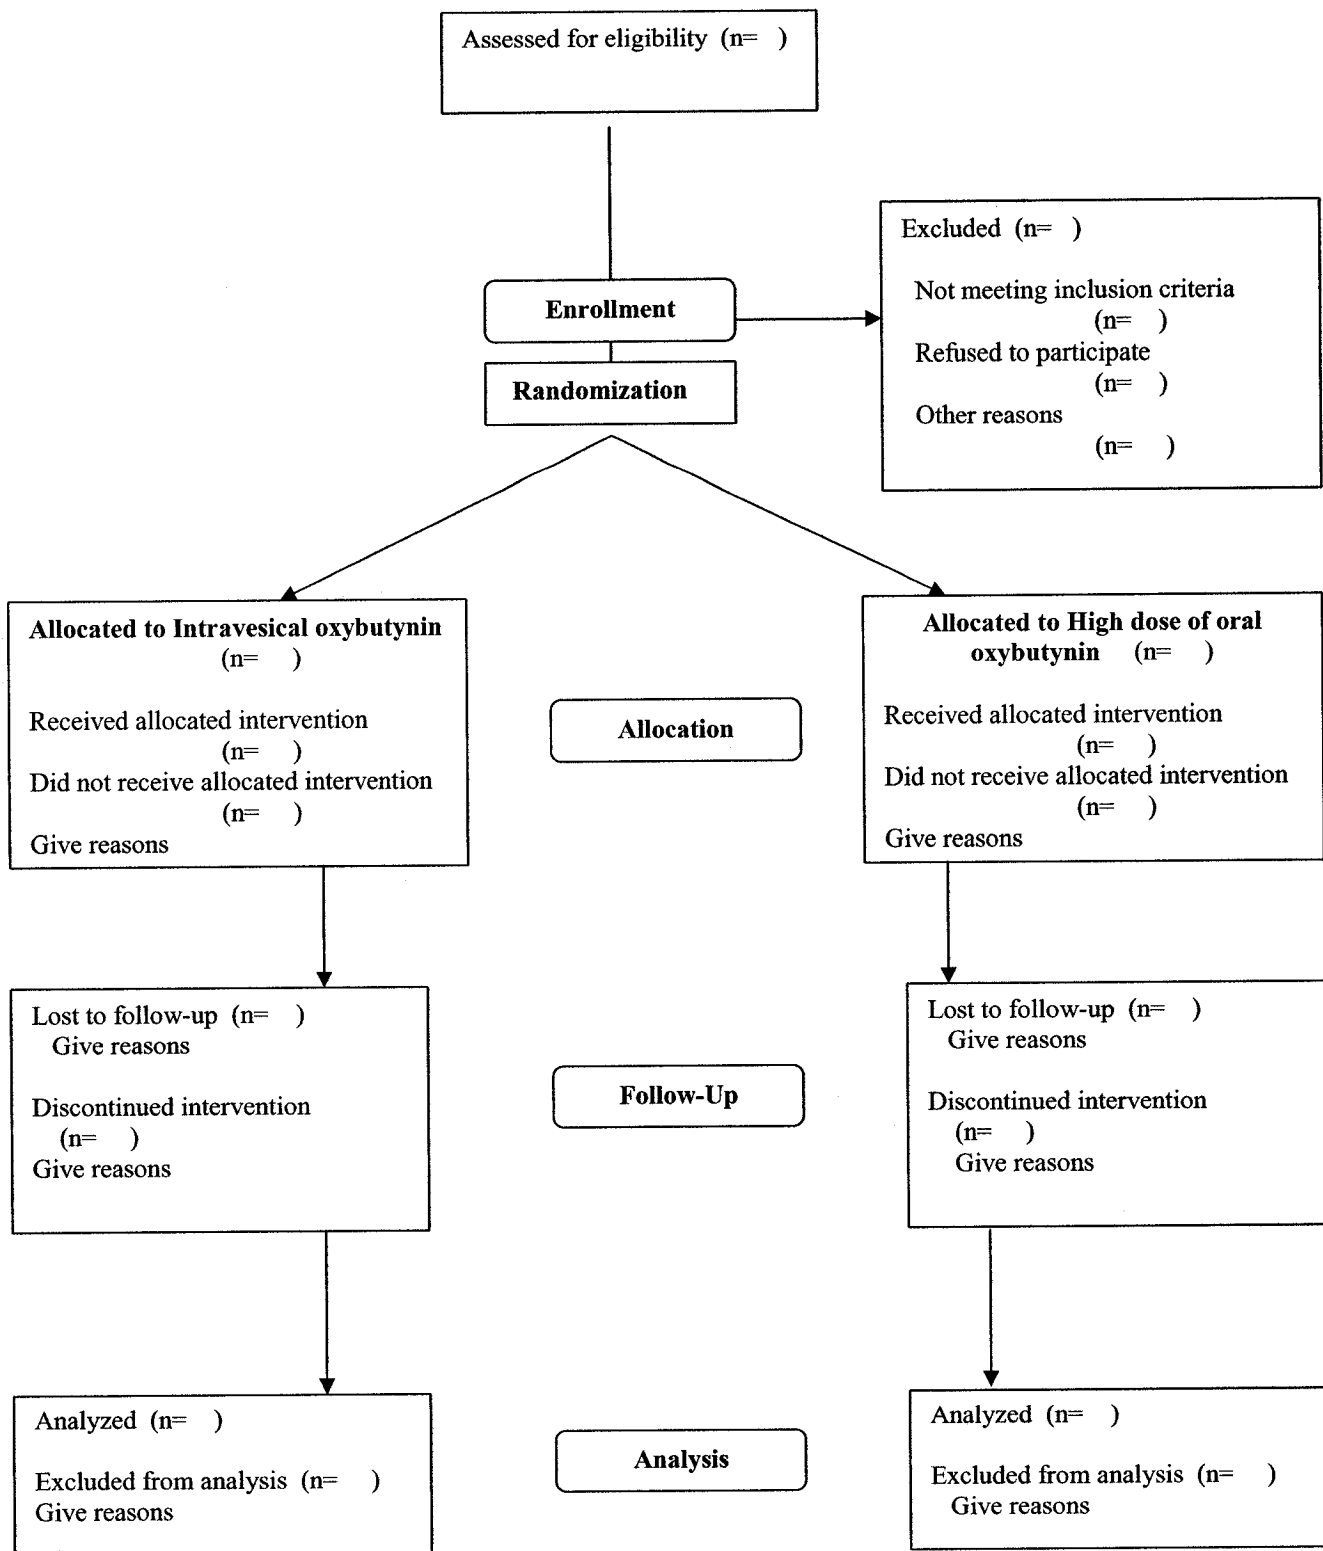 Assessed for eligibility (n= )
Excluded (n= )
Not meeting inclusion criteria
(n= )
Refused to participate
(n= )
Other reasons
(n= )
Enrollment
Randomization
Allocated to Intravesical oxybutynin
(n= )
Received allocated intervention
(n= )
Did not receive allocated intervention
(n= )
Give reasons
Allocation
Allocated to High dose of oral
oxybutynin (n= )
Received allocated intervention
(n= )
Did not receive allocated intervention
(n= )
Give reasons
Lost to follow-up (n= )
Give reasons
Discontinued intervention
(n= )
Give reasons
Follow-Up
Lost to follow-up (n= )
Give reasons
Discontinued intervention
(n= )
Give reasons
Analyzed (n= )
Excluded from analysis (n= )
Give reasons
Analysis
Analyzed (n= )
Excluded from analysis (n= )
Give reasons